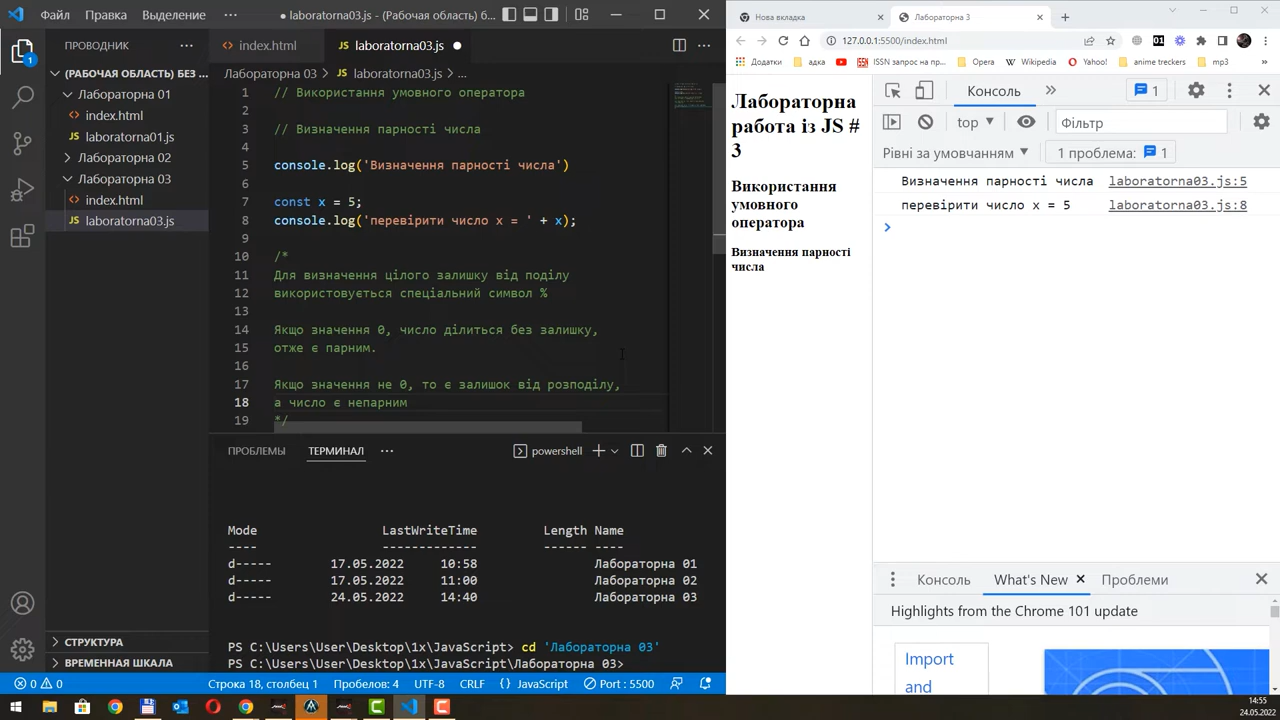 Файл
Правка
Выделение
···
laboratorna03.js - (Рабочая область) б...
ПРОВОДНИК
···
(РАБОЧАЯ ОБЛАСТЬ) БЕЗ ...
Лабораторна 01
index.html
JS laboratorna01.js
Лабораторна 02
Лабораторна 03
index.html
JS laboratorna03.js
СТРУКТУРА
ВРЕМЕННАЯ ШКАЛА
index.html
JS laboratorna03.js
···
Лабораторна 03 > JS laboratorna03.js > ...
1 // Використання умовного оператора
2
3 // Визначення парності числа
4
5 console.log('Визначення парності числа')
6
7 const x = 5;
8 console.log('перевірити число x = ' + x);
9
10 /*
11 Для визначення цілого залишку від поділу
12 використовується спеціальний символ %
13
14 Якщо значення 0, число ділиться без залишку,
15 отже є парним.
16
17 Якщо значення не 0, то є залишок від розподілу,
18 а число є непарним
19 */
ПРОБЛЕМЫ
ТЕРМИНАЛ
···
powershell
Mode LastWriteTime Length Name
---- ------------- ------ ----
d----- 17.05.2022 10:58 Лабораторна 01
d----- 17.05.2022 11:00 Лабораторна 02
d----- 24.05.2022 14:40 Лабораторна 03
PS C:\Users\User\Desktop\1x\JavaScript> cd 'Лабораторна 03'
PS C:\Users\User\Desktop\1x\JavaScript\Лабораторна 03>
0 0
Строка 18, столбец 1
Пробелов: 4
UTF-8
CRLF
{} JavaScript
Port : 5500
Нова вкладка
Лабораторна 3
127.0.0.1:5500/index.html
01
Додатки
адка
ISSN запрос на пр...
Opera
Wikipedia
Yahoo!
anime treckers
mp3
»
Лабораторна
работа із JS #
3
Використання
умовного
оператора
Визначення парності
числа
Консоль
»
1
top
Фільтр
Рівні за умовчанням
1 проблема: 1
Визначення парності числа laboratorna03.js:5
перевірити число x = 5 laboratorna03.js:8
Консоль
What's New
Проблеми
Highlights from the Chrome 101 update
Import
and
14:55
24.05.2022